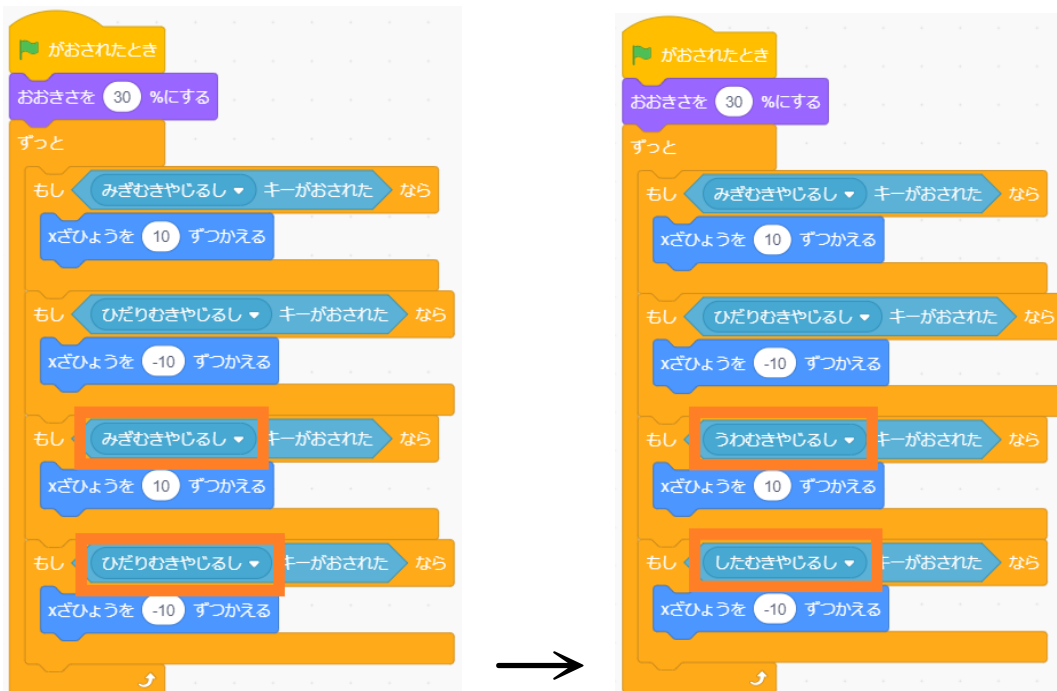 がおされたとき
おおきさを 30 %にする
ずっと
もし みぎむきやじるし キーがおされた なら
xざひょうを 10 ずつかえる
もし ひだりむきやじるし キーがおされた なら
xざひょうを -10 ずつかえる
もし みぎむきやじるし キーがおされた なら
xざひょうを 10 ずつかえる
もし ひだりむきやじるし キーがおされた なら
xざひょうを -10 ずつかえる
がおされたとき
おおきさを 30 %にする
ずっと
もし みぎむきやじるし キーがおされた なら
xざひょうを 10 ずつかえる
もし ひだりむきやじるし キーがおされた なら
xざひょうを -10 ずつかえる
もし うわむきやじるし キーがおされた なら
xざひょうを 10 ずつかえる
もし したむきやじるし キーがおされた なら
xざひょうを -10 ずつかえる